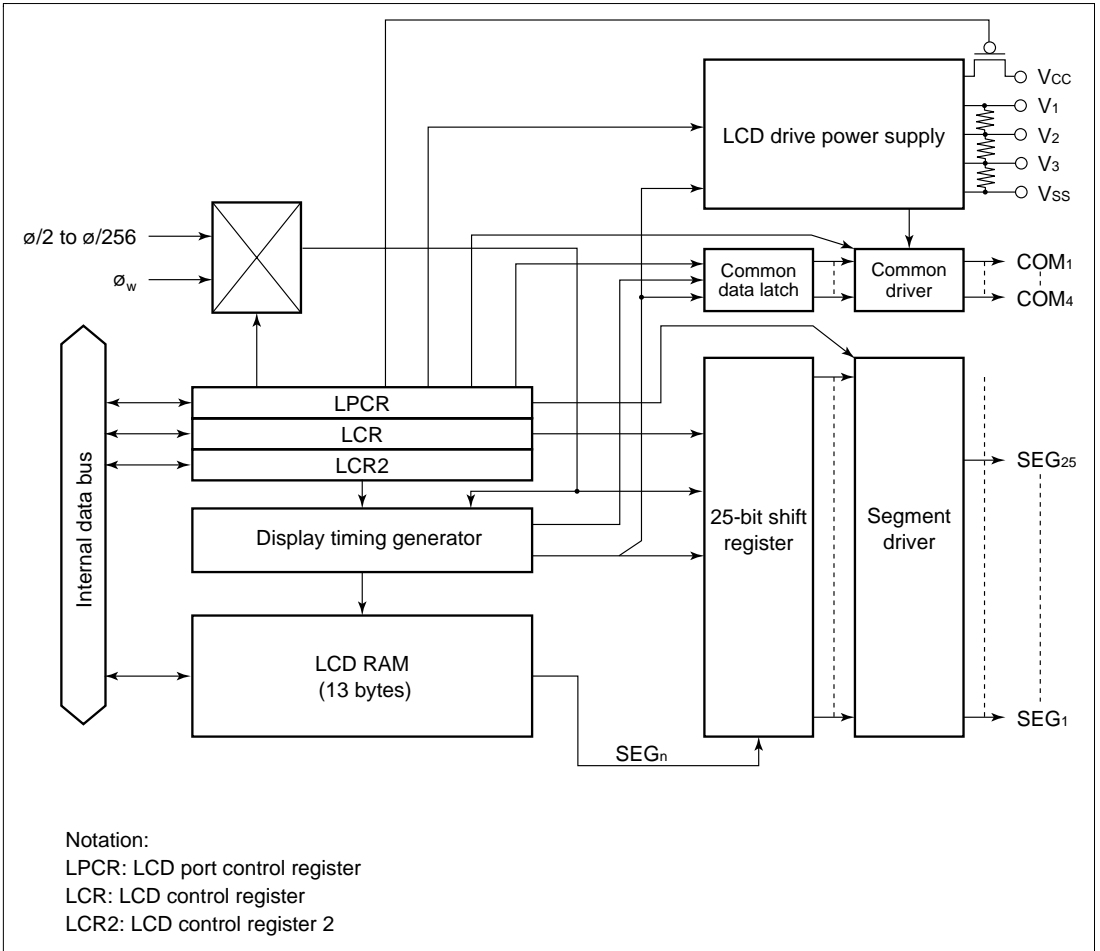 VCC
V1
LCD drive power supply
V2
V3
VSS
ø/2 to ø/256
øw
Common
data latch
Common
driver
COM1
COM4
Internal data bus
LPCR
LCR
LCR2
Display timing generator
25-bit shift
register
Segment
driver
SEG25
LCD RAM
(13 bytes)
SEG1
SEGn
Notation:
LPCR: LCD port control register
LCR: LCD control register
LCR2: LCD control register 2